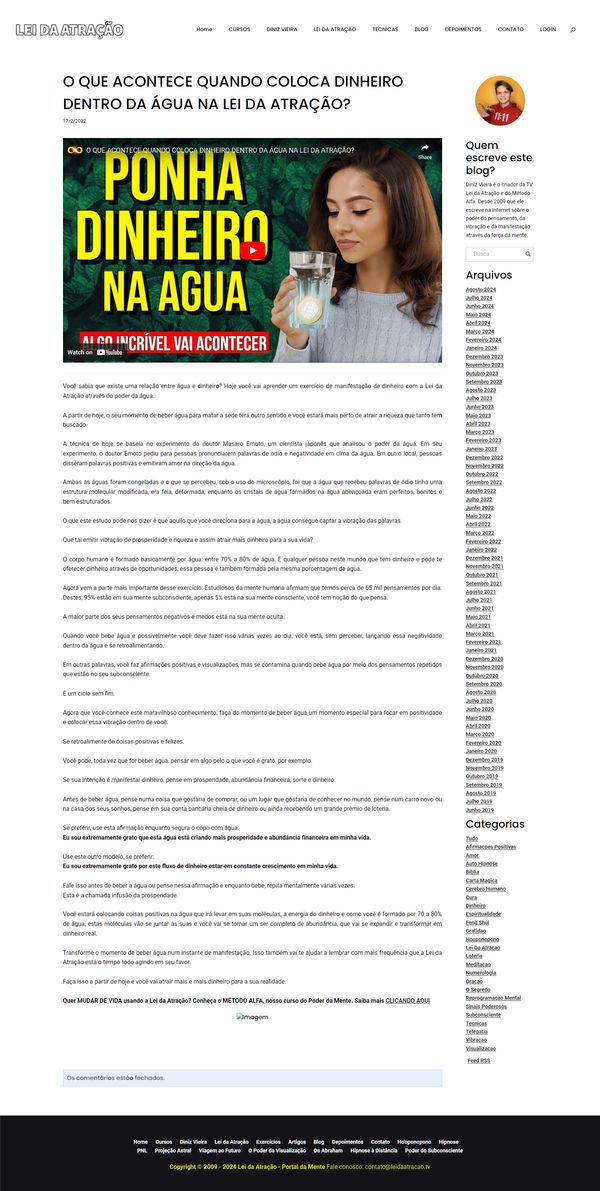 LEI DA ATRAÇÃO
Home CURSOS DINIZ VIEIRA LEI DA ATRAÇÃO TECNICAS BLOG DEPOIMENTOS CONTATO LOGIN
O QUE ACONTECE QUANDO COLOCA DINHEIRO
DENTRO DA ÁGUA NA LEI DA ATRAÇÃO?
17/2/2022
O QUE ACONTECE QUANDO COLOCA DINHEIRO DENTRO DA ÁGUA NA LEI DA ATRAÇÃO?
Share
PONHA
DINHEIRO
NA AGUA
ALGO INCRÍVEL VAI ACONTECER
Watch on YouTube
Você sabia que existe uma relação entre água e dinheiro? Hoje você vai aprender um exercício de manifestação de dinheiro com a Lei da
Atração através do poder da água.
A partir de hoje, o seu momento de beber água para matar a sede terá outro sentido e você estará mais perto de atrair a riqueza que tanto tem
buscado.
A técnica de hoje se baseia no experimento do doutor Masaro Emoto, um cientista japonês que analisou o poder da água. Em seu
experimento, o doutor Emoto pediu para pessoas pronunciarem palavras de ódio e negatividade em cima da água. Em outro local, pessoas
disseram palavras positivas e emitiram amor na direção da água.
Ambas as águas foram congeladas e o que se percebeu, sob o uso do microscópio, foi que a água que recebeu palavras de ódio tinha uma
estrutura molecular modificada, era feia, deformada, enquanto os cristais de água formados na água abençoada eram perfeitos, bonitos e
bem estruturados.
O que este estudo pode nos dizer é que aquilo que você direciona para a água, a água consegue captar a vibração das palavras.
Que tal emitir vibração de prosperidade e riqueza e assim atrair mais dinheiro para a sua vida?
O corpo humano é formado basicamente por água: entre 70% a 80% de água. E qualquer pessoa neste mundo que tem dinheiro e pode te
oferecer dinheiro através de oportunidades, essa pessoa é também formada pela mesma porcentagem de água.
Agora vem a parte mais importante desse exercício: Estudiosos da mente humana afirmam que temos cerca de 65 mil pensamentos por dia.
Destes, 95% estão em sua mente subconsciente, apenas 5% está na sua mente consciente, você tem noção do que pensa.
A maior parte dos seus pensamentos negativos e medos está na sua mente oculta.
Quando você bebe água e possivelmente você deve fazer isso várias vezes ao dia, você está, sem perceber, lançando essa negatividade
dentro da água e se retroalimentando.
Em outras palavras, você faz afirmações positivas e visualizações, mas se contamina quando bebe água por meio dos pensamentos repetidos
que estão no seu subconsciente.
É um ciclo sem fim.
Agora que você conhece este maravilhoso conhecimento, faça do momento de beber água um momento especial para focar em positividade
e colocar essa vibração dentro de você.
Se retroalimente de coisas positivas e felizes.
Você pode, toda vez que for beber água, pensar em algo pelo o que você é grato, por exemplo.
Se sua intenção é manifestar dinheiro, pense em prosperidade, abundância financeira, sorte e dinheiro.
Antes de beber água, pense numa coisa que gostaria de comprar, ou um lugar que gostaria de conhecer no mundo, pense num carro novo ou
na casa dos seus sonhos, pense em sua conta bancária cheia de dinheiro ou ainda recebendo um grande prêmio de loteria.
Se preferir, use esta afirmação enquanto segura o copo com água:
Eu sou extremamente grato que esta água está criando mais prosperidade e abundância financeira em minha vida.
Use este outro modelo, se preferir:
Eu sou extremamente grato por este fluxo de dinheiro estar em constante crescimento em minha vida.
Fale isso antes de beber a água ou pense nessa afirmação e enquanto bebe, repita mentalmente várias vezes.
Esta é a chamada infusão da prosperidade.
Você estará colocando coisas positivas na água que irá levar em suas moléculas, a energia do dinheiro e como você é formado por 70 a 80%
de água, estas moléculas vão se juntar às suas e você vai se tornar um ser completo de abundância, que vai se expandir e transformar em
dinheiro real.
Transforme o momento de beber água num instante de manifestação. Isso também vai te ajudar a lembrar com mais frequência que a Lei da
Atração está o tempo todo agindo em seu favor.
Faça isso a partir de hoje e você vai atrair mais e mais dinheiro para a sua realidade.
Quer MUDAR DE VIDA usando a Lei da Atração? Conheça o MÉTODO ALFA, nosso curso do Poder da Mente. Saiba mais CLICANDO AQUI
Imagem
Os comentários estão fechados.
11:11
Quem
escreve este
blog?
Diniz Vieira é o criador da TV
Lei da Atração e do Método
Alfa. Desde 2009 que ele
escreve na Internet sobre o
poder do pensamento, da
vibração e da manifestação
através da força da mente.
Busca
Arquivos
Agosto 2024
Julho 2024
Junho 2024
Maio 2024
Abril 2024
Março 2024
Fevereiro 2024
Janeiro 2024
Dezembro 2023
Novembro 2023
Outubro 2023
Setembro 2023
Agosto 2023
Julho 2023
Junho 2023
Maio 2023
Abril 2023
Março 2023
Fevereiro 2023
Janeiro 2023
Dezembro 2022
Novembro 2022
Outubro 2022
Setembro 2022
Agosto 2022
Julho 2022
Junho 2022
Maio 2022
Abril 2022
Março 2022
Fevereiro 2022
Janeiro 2022
Dezembro 2021
Novembro 2021
Outubro 2021
Setembro 2021
Agosto 2021
Julho 2021
Junho 2021
Maio 2021
Abril 2021
Março 2021
Fevereiro 2021
Janeiro 2021
Dezembro 2020
Novembro 2020
Outubro 2020
Setembro 2020
Agosto 2020
Julho 2020
Junho 2020
Maio 2020
Abril 2020
Março 2020
Fevereiro 2020
Janeiro 2020
Dezembro 2019
Novembro 2019
Outubro 2019
Setembro 2019
Agosto 2019
Julho 2019
Junho 2019
Categorias
Tudo
Afirmacoes Positivas
Amor
Auto Hipnose
Biblia
Carta Magica
Cerebro Humano
Cura
Dinheiro
Espiritualidade
Feng Shui
Gratidao
Hooponopono
Lei Da Atracao
Loteria
Meditacao
Numerologia
Oracao
O Segredo
Reprogramacao Mental
Sinais Poderosos
Subconsciente
Tecnicas
Telepatia
Vibracao
Visualizacao
Feed RSS
Home Cursos Diniz Vieira Lei da Atração Exercícios Artigos Blog Depoimentos Contato Ho'oponopono Hipnose
PNL Projeção Astral Viagem ao Futuro O Poder da Visualização Os Abraham Hipnose à Distância Poder do Subconsciente
Copyright © 2009 - 2024 Lei da Atração - Portal da Mente Fale conosco: contato@leidaatracao.tv